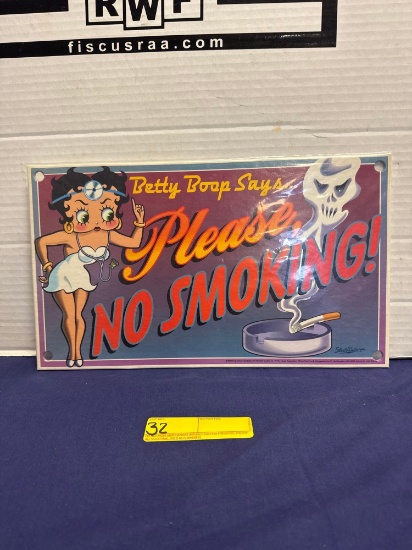 RWF
fiscusraa.com
Betty Boop Says...
Please,
NO SMOKING!
32